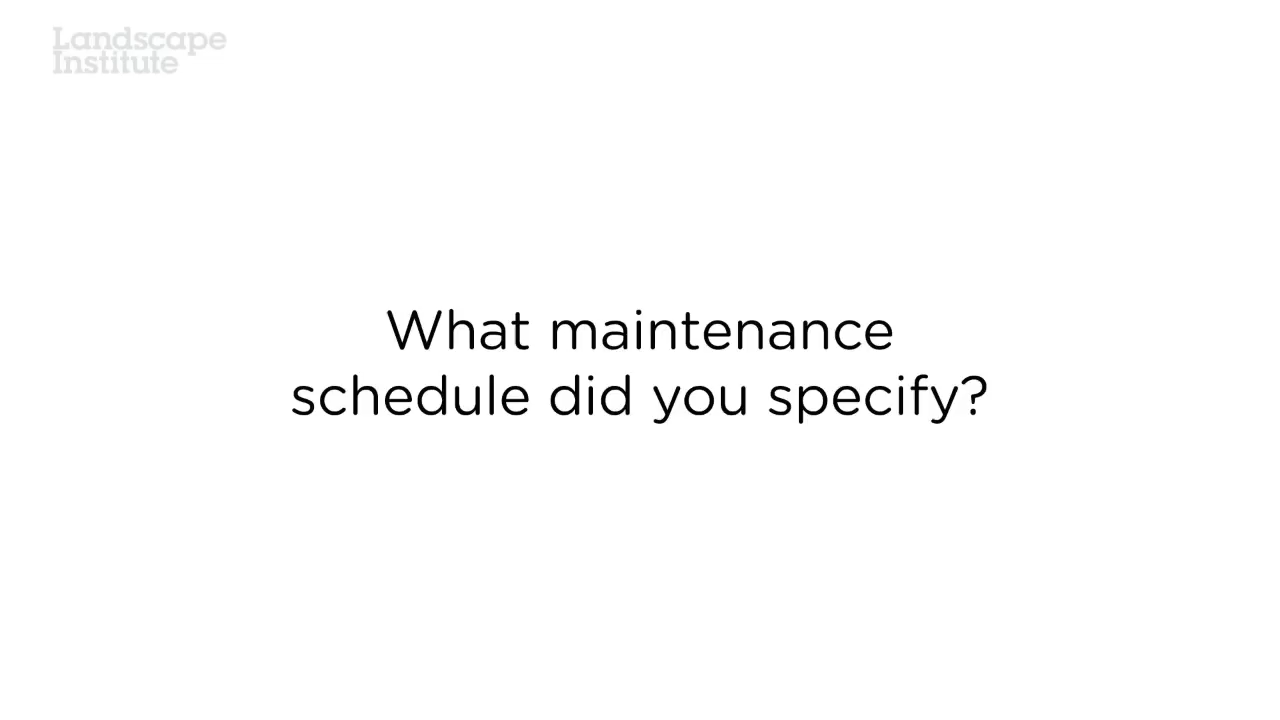 Landscape
Institute
What maintenance
schedule did you specify?